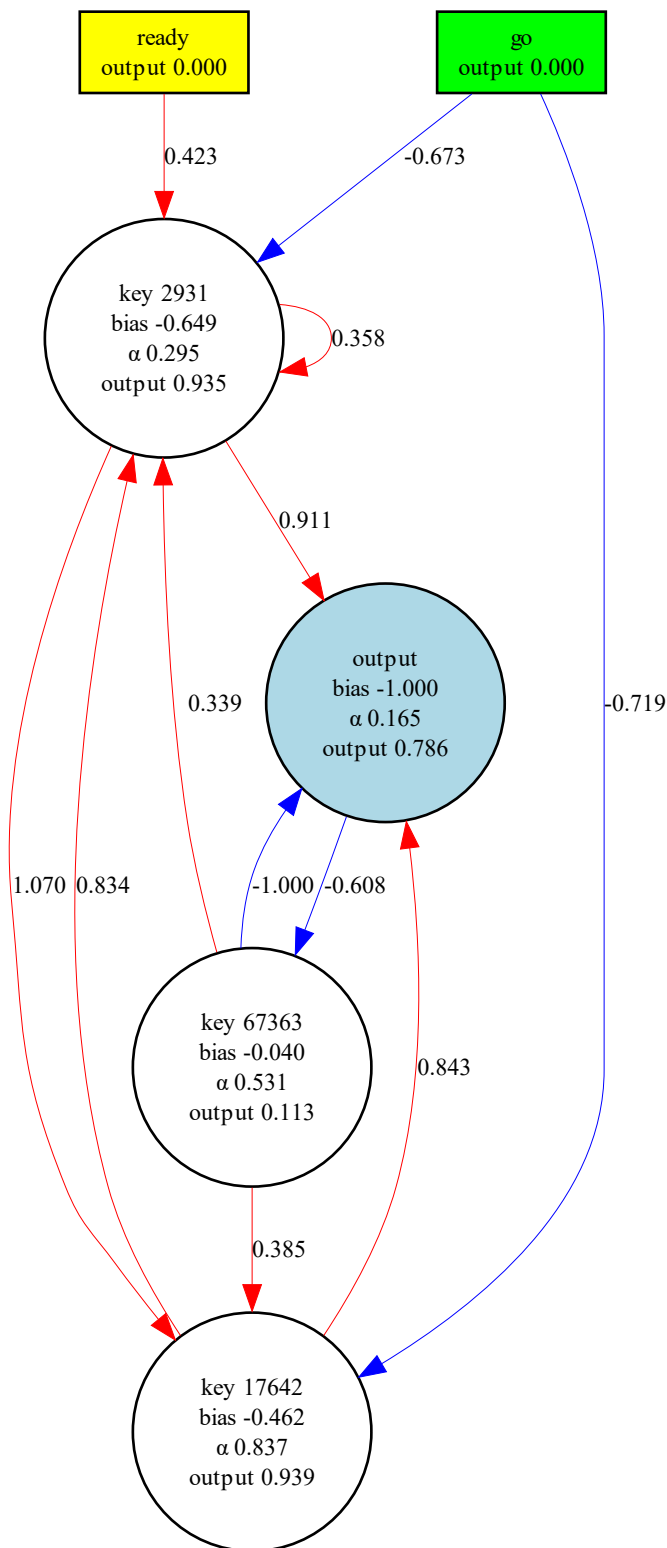 ready
output 0.000
go
output 0.000
0.423
-0.673
key 2931
bias -0.649
α 0.295
output 0.935
0.358
0.911
output
bias -1.000
α 0.165
output 0.786
0.339
-0.719
1.070
0.834
-1.000
-0.608
0.843
key 67363
bias -0.040
α 0.531
output 0.113
0.385
key 17642
bias -0.462
α 0.837
output 0.939